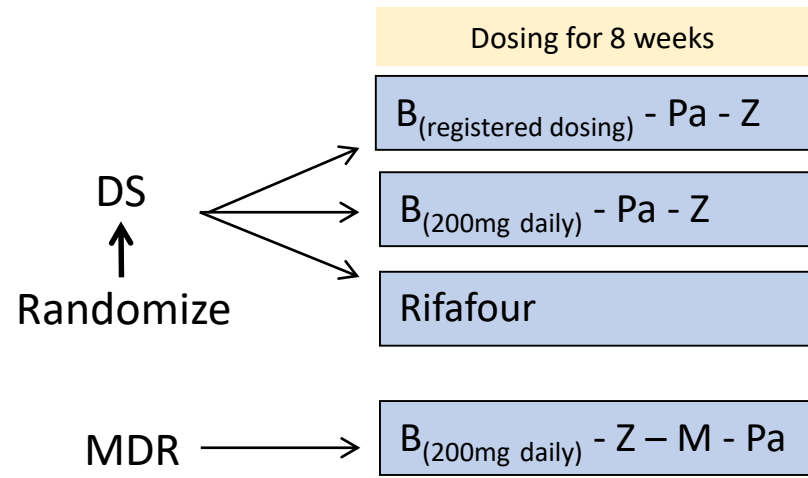 Dosing for 8 weeks
B(registered dosing) - Pa - Z
DS
B(200mg daily) - Pa - Z
Randomize
Rifafour
MDR
B(200mg daily) - Z – M - Pa